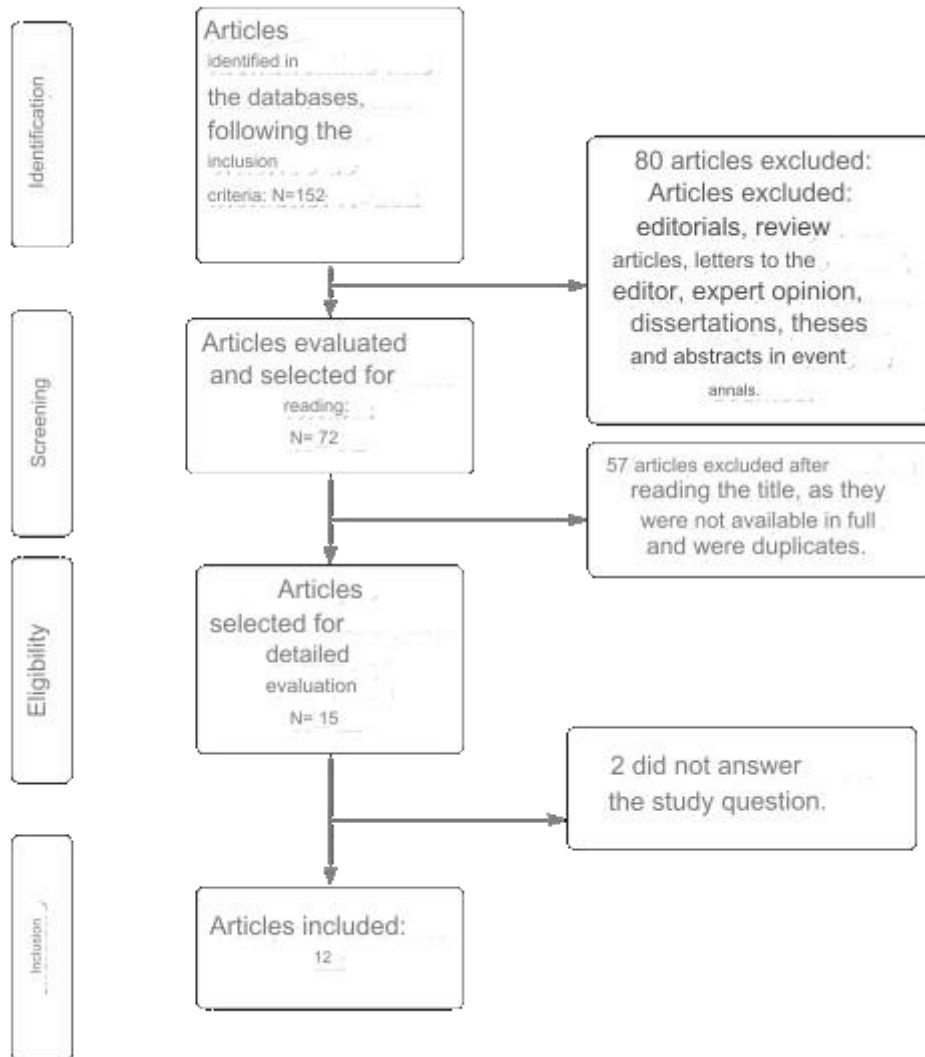 Identification
Articles
identified in
the databases,
following the
inclusion
criteria: N=152
80 articles excluded:
Articles excluded:
editorials, review
articles, letters to the
editor, expert opinion,
dissertations, theses
and abstracts in event
annals.
Screening
Articles evaluated
and selected for
reading:
N= 72
57 articles excluded after
reading the title, as they
were not available in full
and were duplicates.
Eligibility
Articles
selected for
detailed
evaluation
N= 15
2 did not answer
the study question.
Inclusion
Articles included:
12